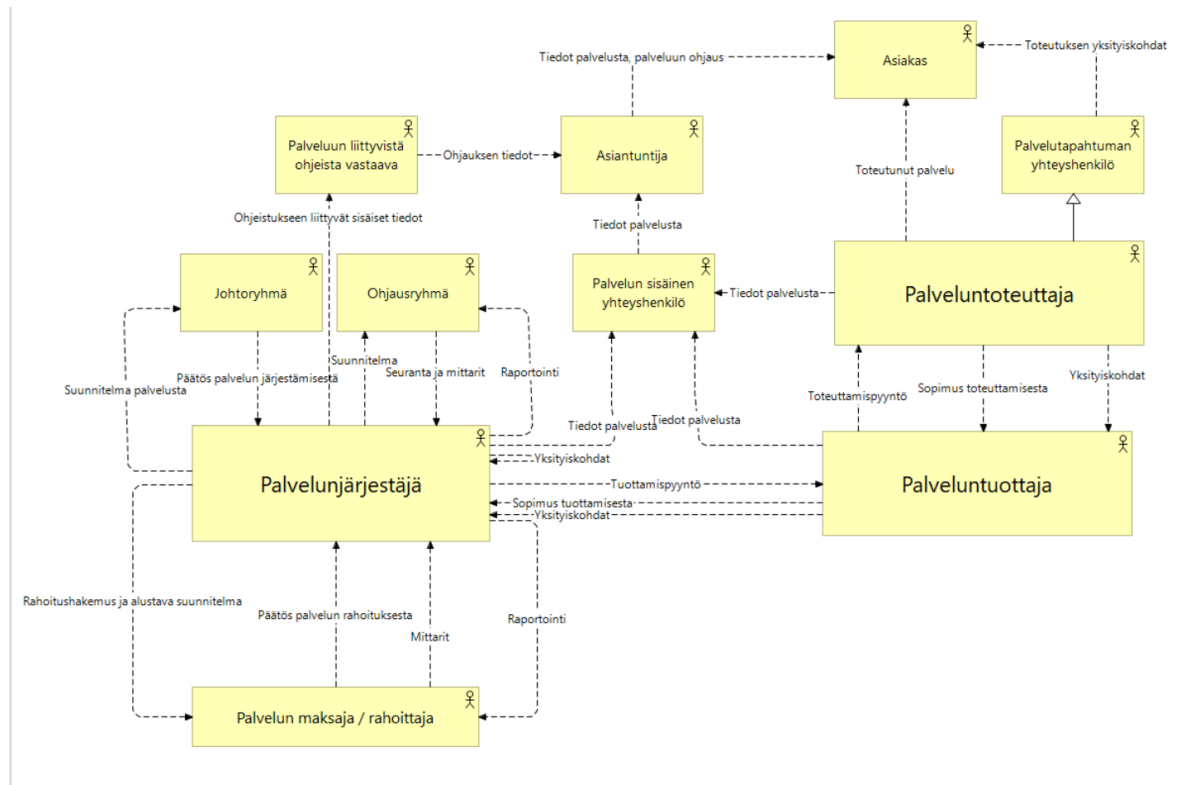 Asiakas
Toteutuksen yksityiskohdat
Tiedot palvelusta, palveluun ohjaus
Palveluun liittyvistä
ohjeista vastaava
Ohjauksen tiedot
Asiantuntija
Palvelutapahtuman
yhteyshenkilö
Toteutunut palvelu
Ohjeistukseen liittyvät sisäiset tiedot
Tiedot palvelusta
Johtoryhmä
Ohjausryhmä
Palvelun sisäinen
yhteyshenkilö
Tiedot palvelusta
Palveluntoteuttaja
Suunnitelma palvelusta
Päätös palvelun järjestämisestä
Suunnitelma
Seuranta ja mittarit
Raportointi
Toteuttamispyyntö
Sopimus toteuttamisesta
Yksityiskohdat
Tiedot palvelusta
Tiedot palvelusta
Yksityiskohdat
Palvelunjärjestäjä
Tuottamispyyntö
Sopimus tuottamisesta
Yksityiskohdat
Palveluntuottaja
Rahoitushakemus ja alustava suunnitelma
Päätös palvelun rahoituksesta
Mittarit
Raportointi
Palvelun maksaja / rahoittaja